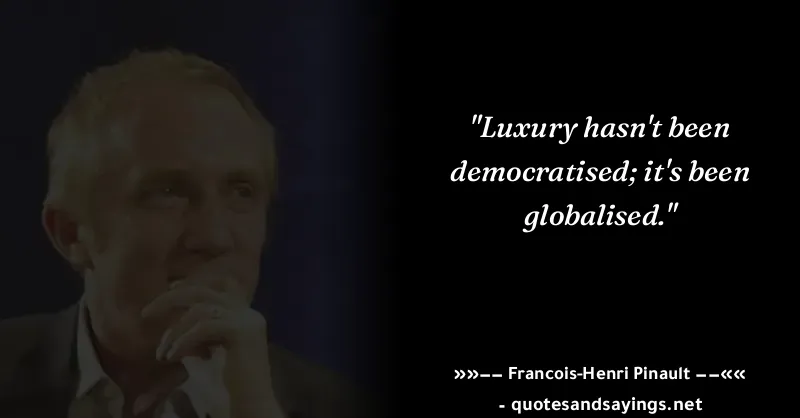 "Luxury hasn't been
democratised; it's been
globalised."
»»–– Francois-Henri Pinault ––««
- quotesandsayings.net